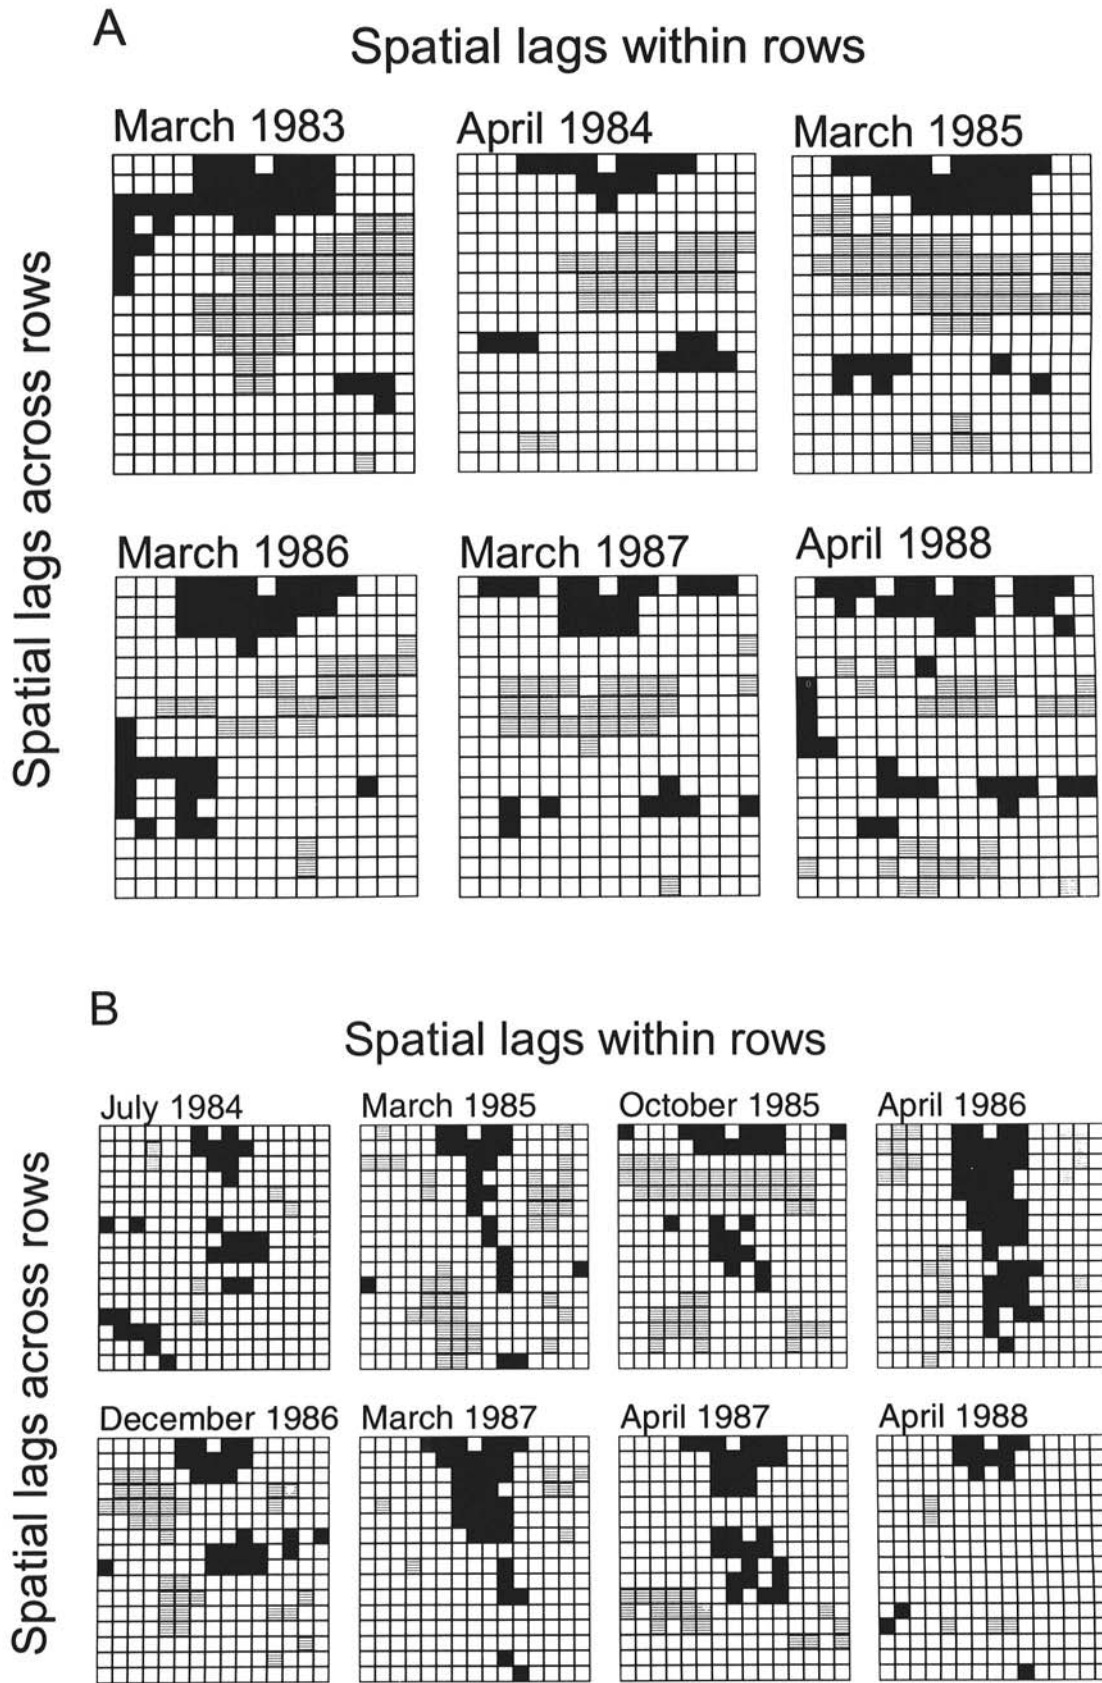 A
Spatial lags within rows
March 1983
April 1984
March 1985
Spatial lags across rows
March 1986
March 1987
April 1988
B
Spatial lags within rows
July 1984
March 1985
October 1985
April 1986
Spatial lags across rows
December 1986
March 1987
April 1987
April 1988